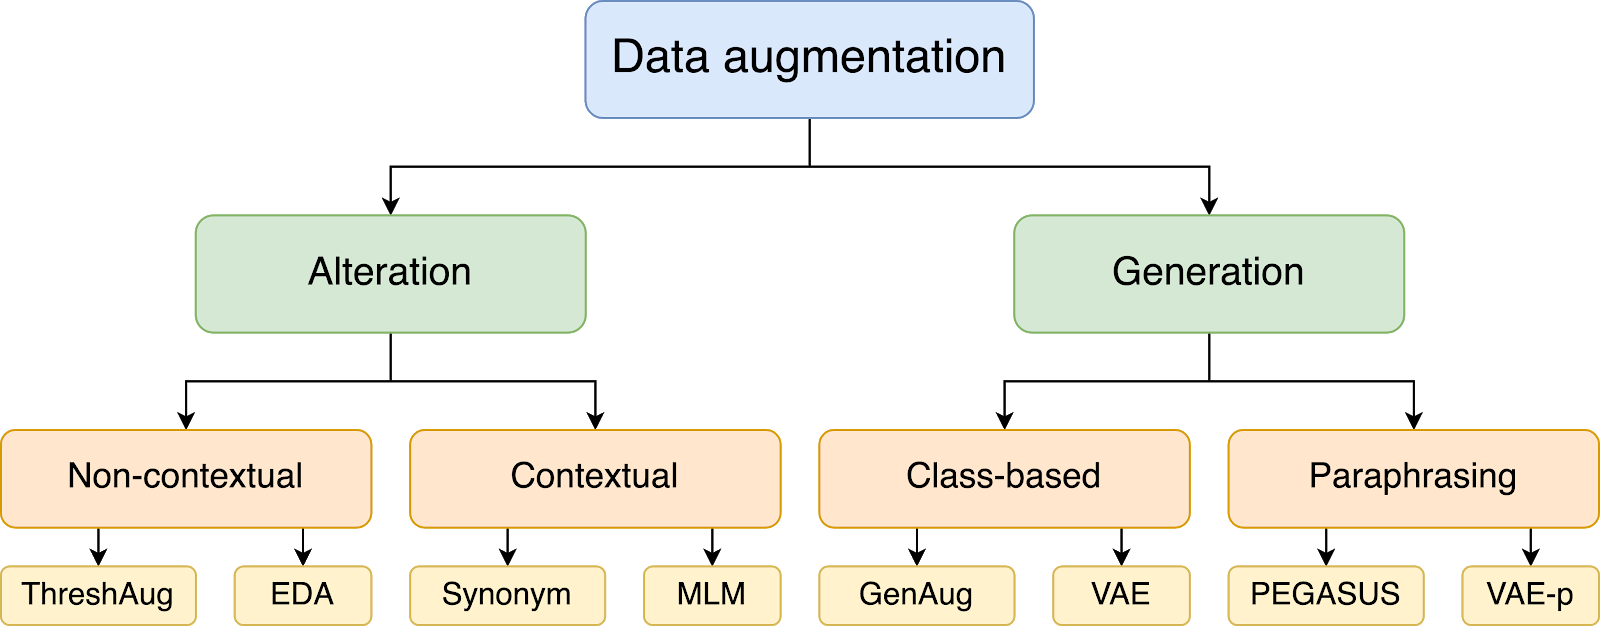 Data augmentation
Alteration
Generation
Non-contextual
Contextual
Class-based
Paraphrasing
ThreshAug
EDA
Synonym
MLM
GenAug
VAE
PEGASUS
VAE-p